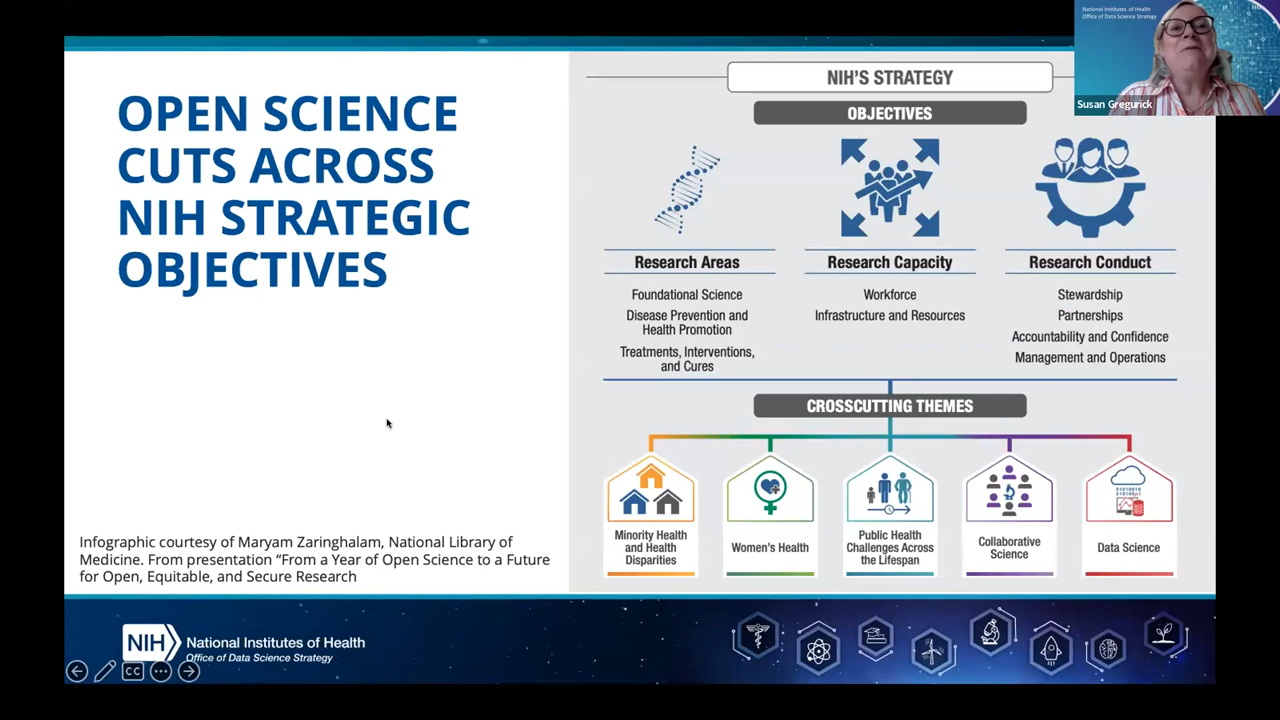 National Institutes of Health
Office of Data Science Strategy
Susan Gregurick
OPEN SCIENCE
CUTS ACROSS
NIH STRATEGIC
OBJECTIVES
Infographic courtesy of Maryam Zaringhalam, National Library of
Medicine. From presentation “From a Year of Open Science to a Future
for Open, Equitable, and Secure Research
NIH'S STRATEGY
OBJECTIVES
Research Areas
Foundational Science
Disease Prevention and
Health Promotion
Treatments, Interventions,
and Cures
Research Capacity
Workforce
Infrastructure and Resources
Research Conduct
Stewardship
Partnerships
Accountability and Confidence
Management and Operations
CROSSCUTTING THEMES
Minority Health
and Health
Disparities
Women's Health
Public Health
Challenges Across
the Lifespan
Collaborative
Science
Data Science
NIH
National Institutes of Health
Office of Data Science Strategy
CC